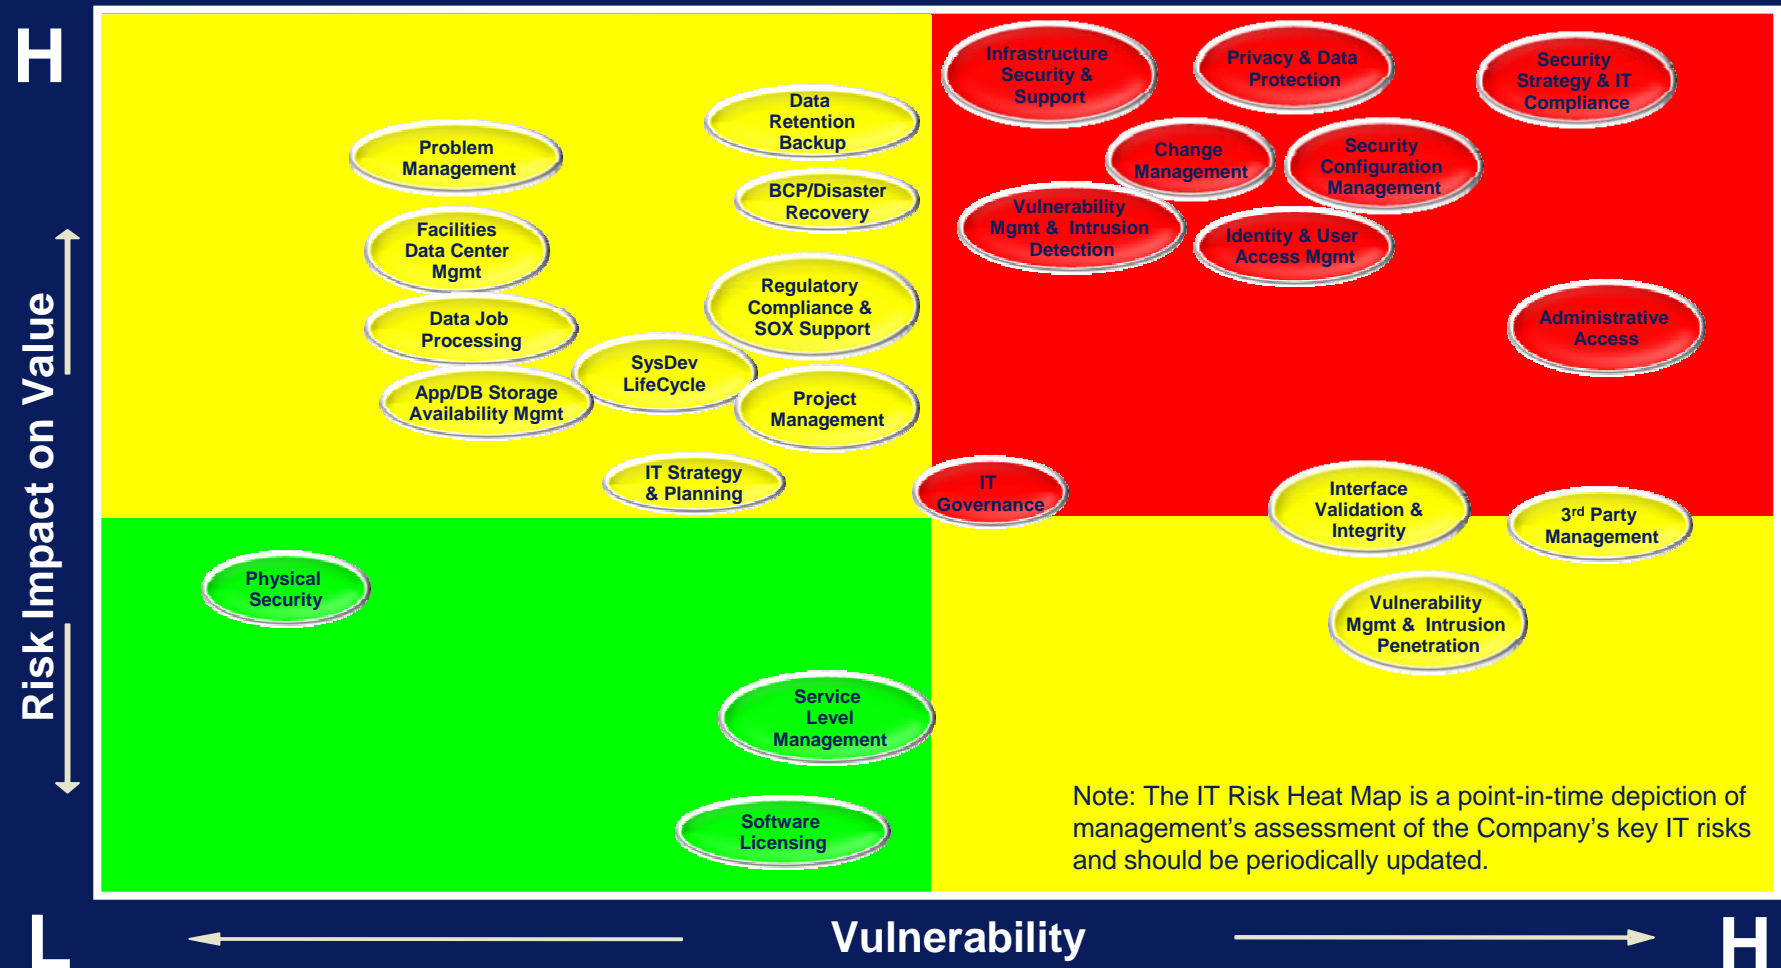 H
Infrastructure
Security &
Support
Privacy & Data
Protection
Security
Strategy & IT
Compliance
Data
Retention
Backup
Problem
Management
Change
Management
Security
Configuration
Management
BCP/Disaster
Recovery
Vulnerability
Mgmt & Intrusion
Detection
Identity & User
Access Mgmt
Facilities
Data Center
Mgmt
Regulatory
Compliance &
SOX Support
Data Job
Processing
Administrative
Access
SysDev
LifeCycle
App/DB Storage
Availability Mgmt
Project
Management
IT Strategy
& Planning
IT
Governance
Interface
Validation &
Integrity
3rd Party
Management
Risk Impact on Value
Physical
Security
Vulnerability
Mgmt & Intrusion
Penetration
Service
Level
Management
Software
Licensing
Note: The IT Risk Heat Map is a point-in-time depiction of
management’s assessment of the Company’s key IT risks
and should be periodically updated.
L
Vulnerability
H